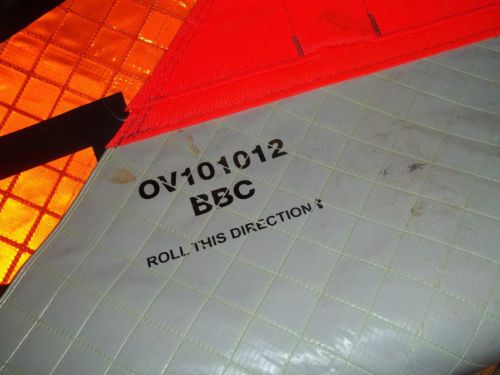 OV101012
BBC
ROLL THIS DIRECTION